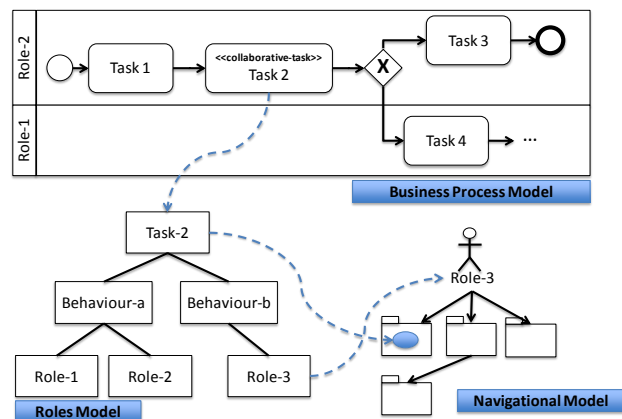 Role-2
Task 1
<<collaborative-task>>
Task 2
X
Task 3
Role-1
Task 4
...
Business Process Model
Task-2
Role-3
Behaviour-a
Behaviour-b
Role-1
Role-2
Role-3
Roles Model
Navigational Model